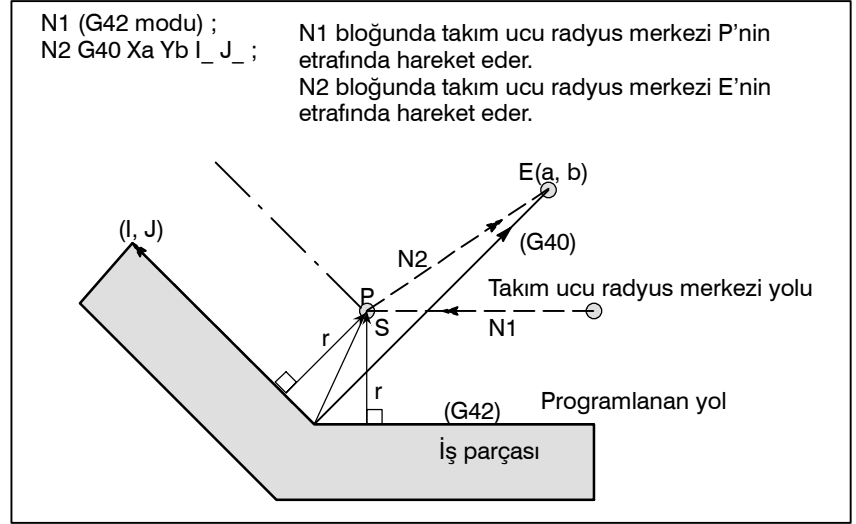 N1 (G42 modu) ;
N2 G40 Xa Yb I_ J_ ;
N1 bloğunda takım ucu radyus merkezi P'nin
etrafında hareket eder.
N2 bloğunda takım ucu radyus merkezi E'nin
etrafında hareket eder.
E(a, b)
(I, J)
(G40)
N2
P
Takım ucu radyus merkezi yolu
S
N1
r
r
(G42)
Programlanan yol
İş parçası